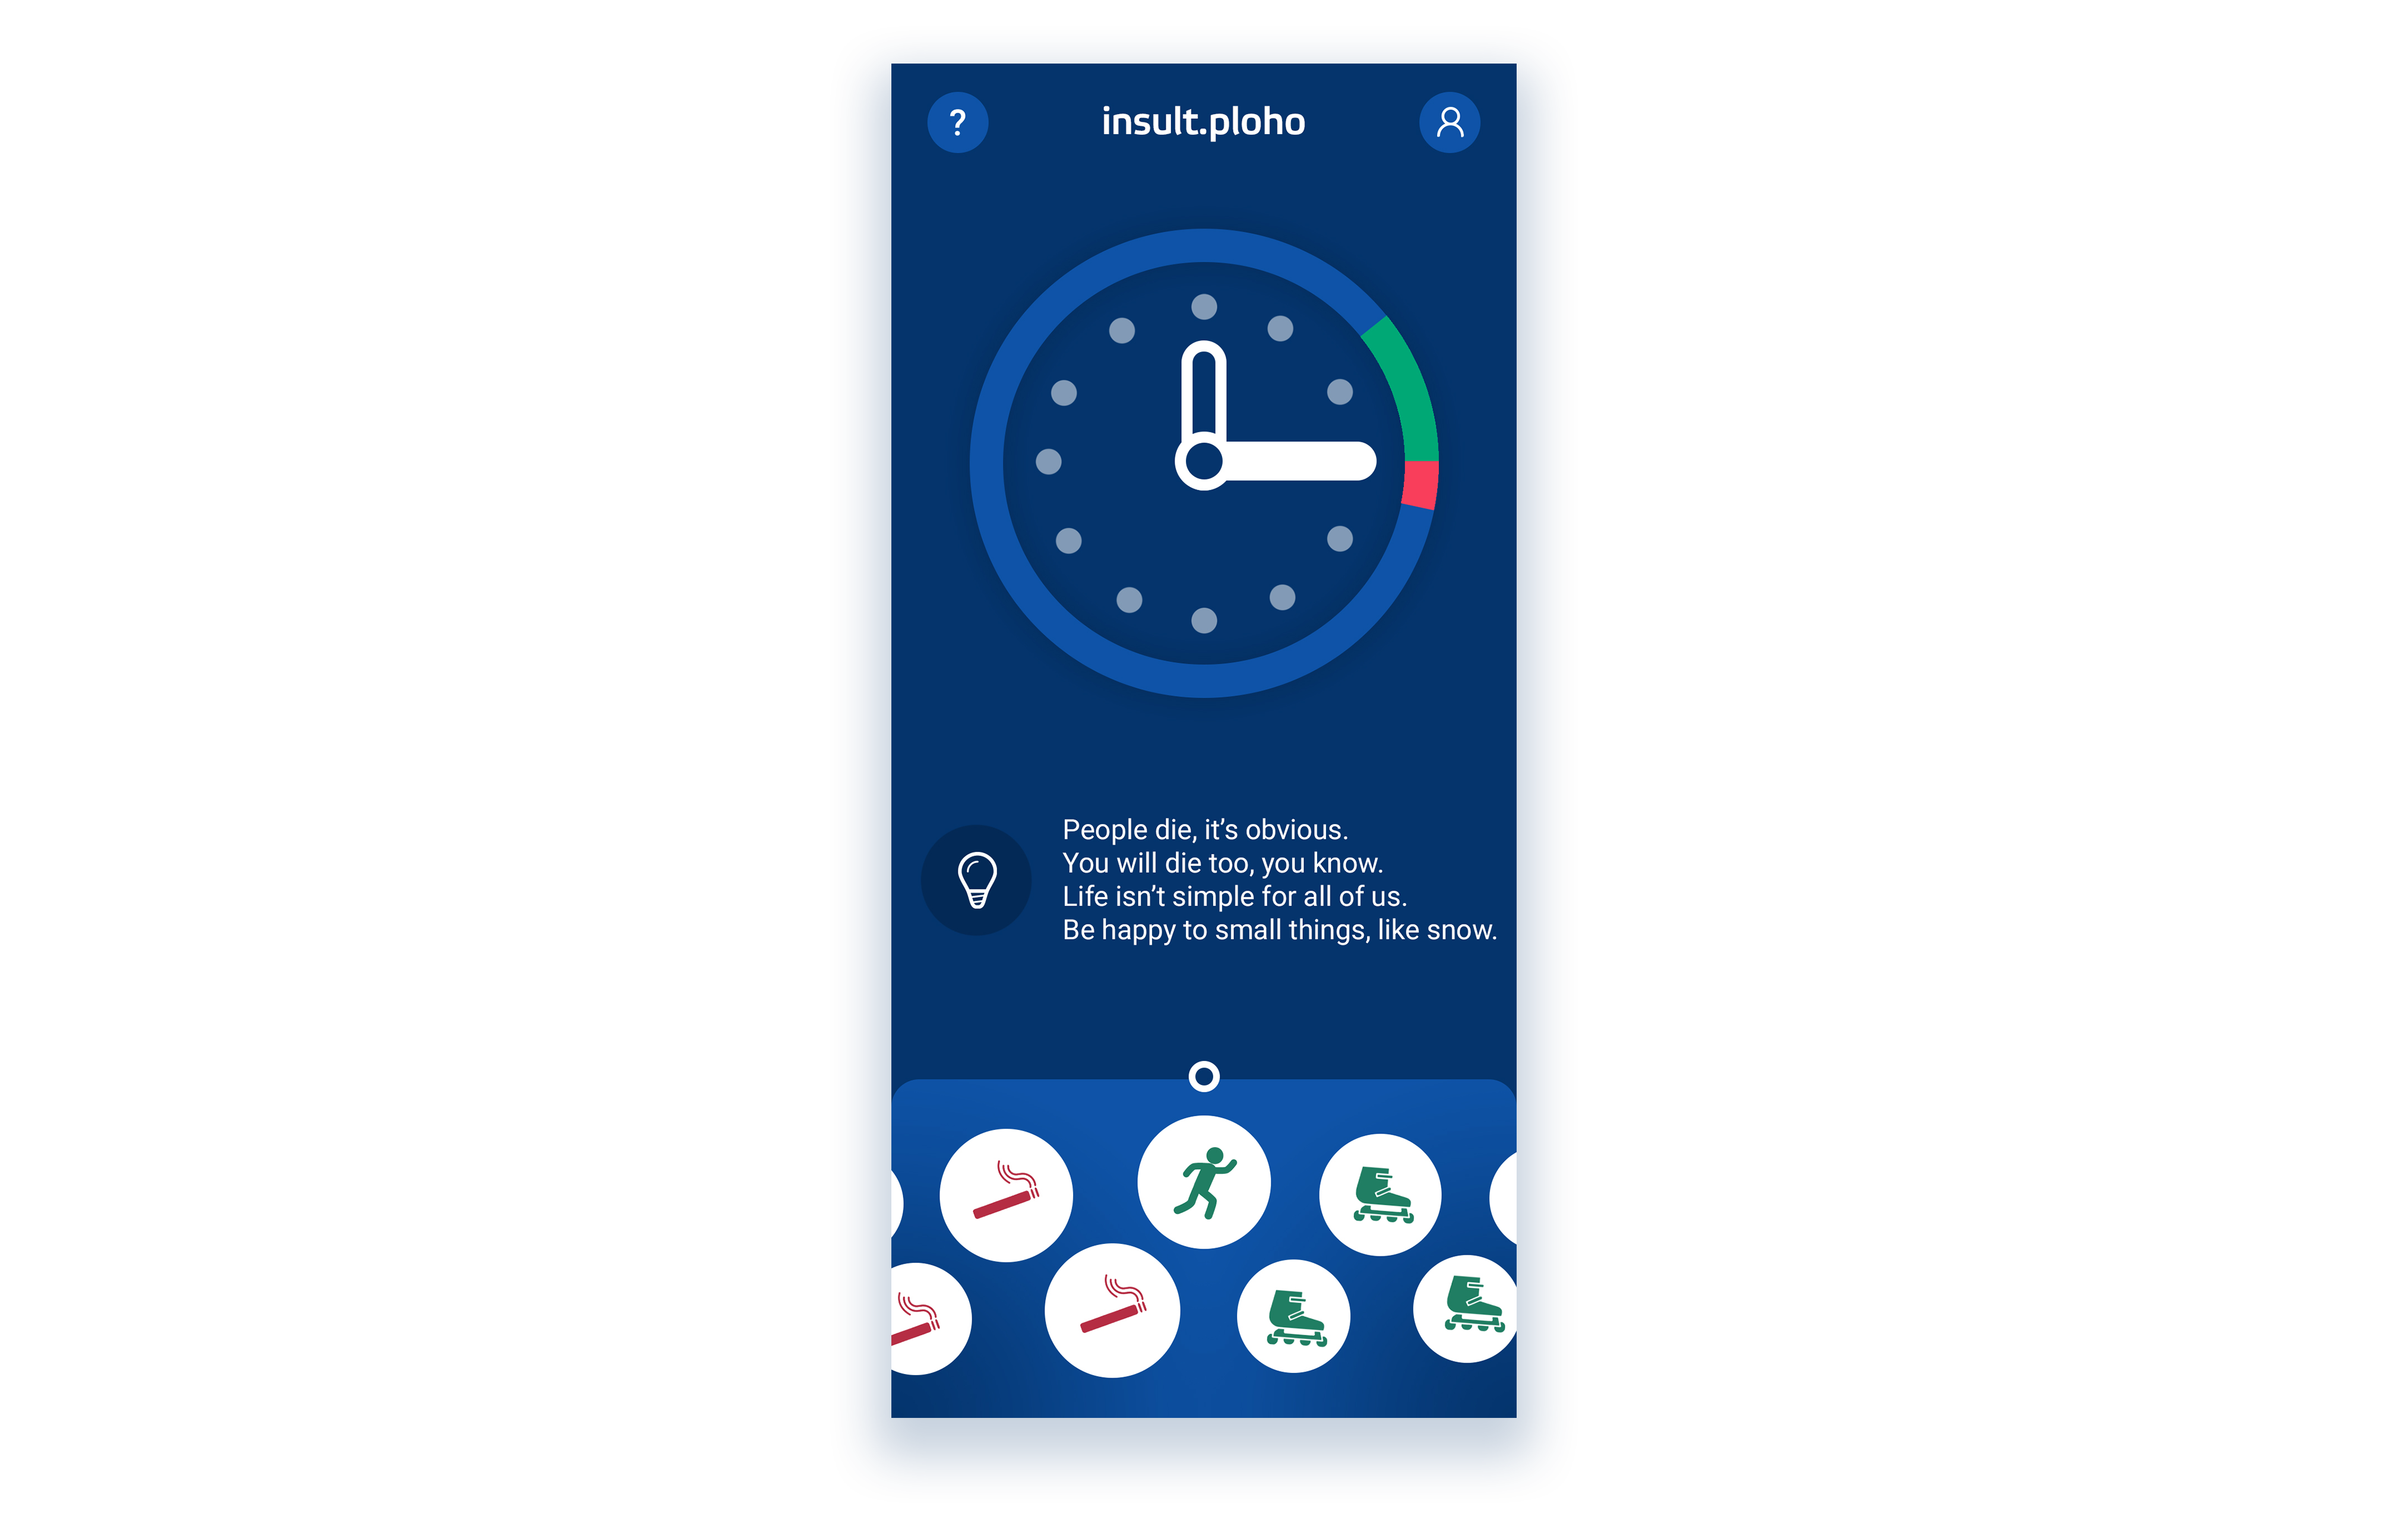 ?
insult.ploho
People die, it’s obvious.
You will die too, you know.
Life isn’t simple for all of us.
Be happy to small things, like snow.